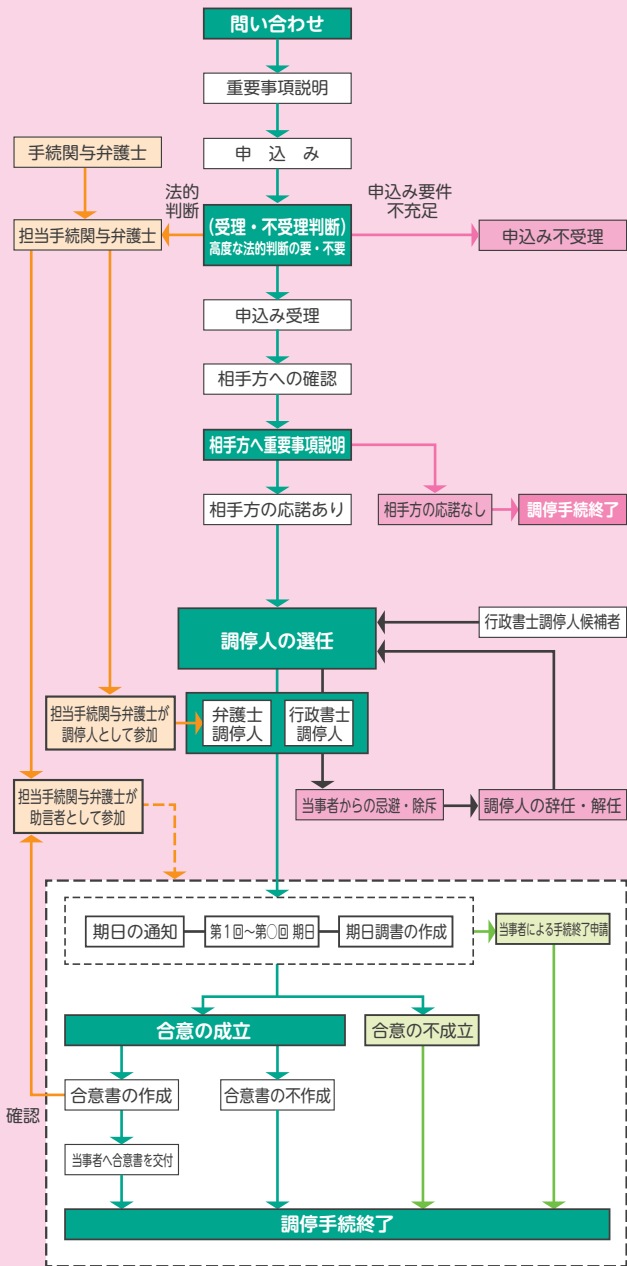 問い合わせ
重要事項説明
申 込 み
手続関与弁護士
法的
判断
申込み要件
不充足
担当手続関与弁護士
(受理・不受理判断)
高度な法的判断の要・不要
申込み不受理
申込み受理
相手方への確認
相手方へ重要事項説明
相手方の応諾あり
相手方の応諾なし
調停手続終了
調停人の選任
行政書士調停人候補者
担当手続関与弁護士が
調停人として参加
弁護士
調停人
行政書士
調停人
担当手続関与弁護士が
助言者として参加
当事者からの忌避・除斥
調停人の辞任・解任
期日の通知
第1回〜第○回 期日
期日調書の作成
当事者による手続終了申請
合意の成立
合意の不成立
合意書の作成
合意書の不作成
確認
当事者へ合意書を交付
調停手続終了